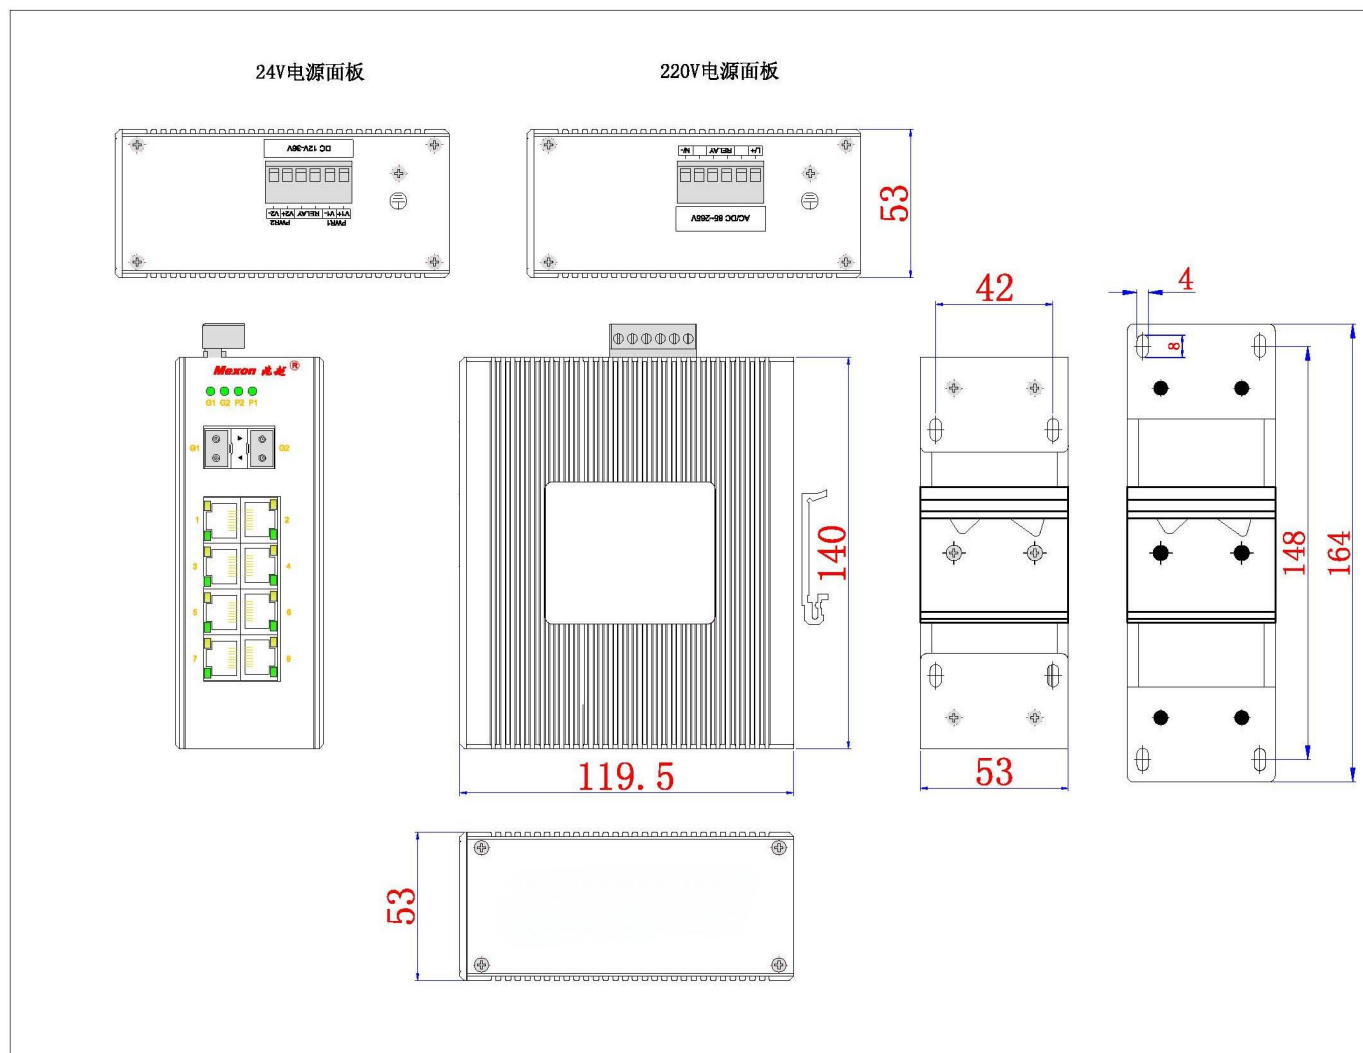 24V电源面板
220V电源面板
DC 12V-36V
V2- V2+ RELAY V1- V1+
PWR2 PWR1
N/- RELAY L/+
AC/DC 85-265V
53
42
4
8
Mexon 兆越®
G1 G2 P2 P1
G1 G2
1 2
3 4
5 6
7 8
140
148
164
119.5
53
53